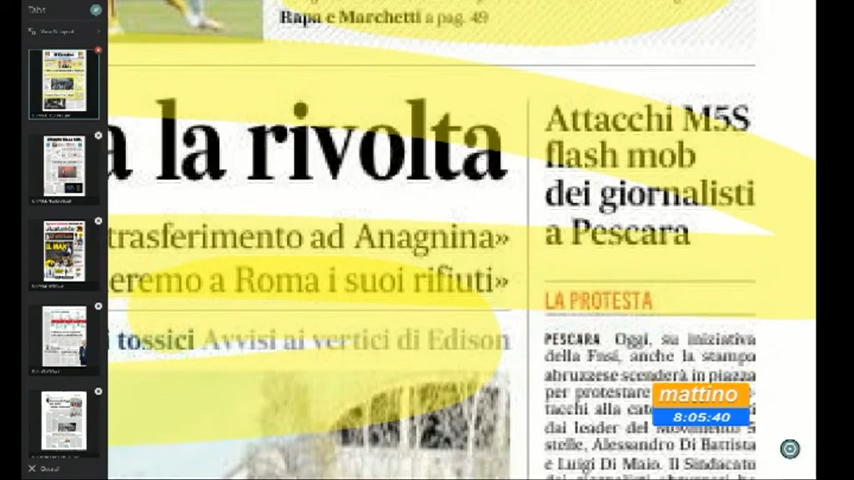 Tabs
Rapa e Marchetti a pag. 49
a la rivolta
trasferimento ad Anagnina»
eremo a Roma i suoi rifiuti»
i tossici Avvisi ai vertici di Edison
Attacchi M5S
flash mob
dei giornalisti
a Pescara
LA PROTESTA
PESCARA Oggi, su iniziativa
della Fnsi, anche la stampa
abruzzese scenderà in piazza
per protestare
tacchi alla
dai leader del Movimento
stelle, Alessandro Di Battista
e Luigi Di Maio. Il Sindacato
mattino
8:05:40